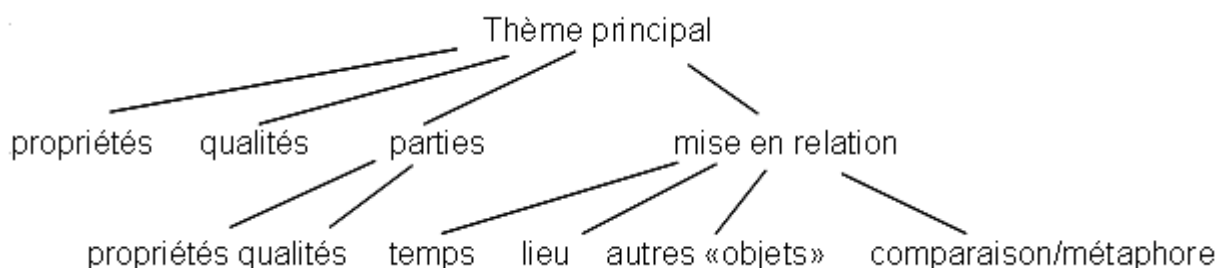 Thème principal
propriétés qualités parties mise en relation
propriétés qualités temps lieu autres «objets» comparaison/métaphore